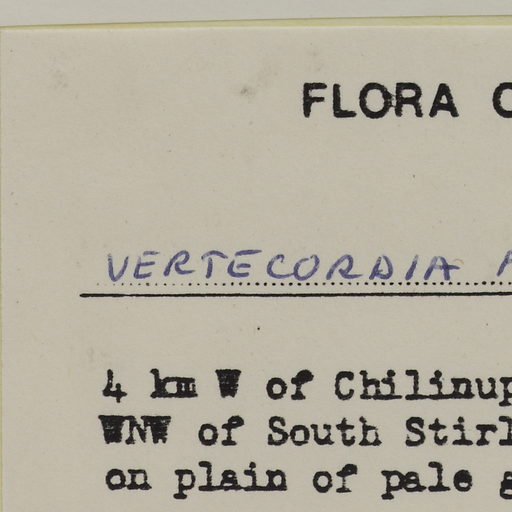 FLORA
VERTECORDIA
4 km W of Chilinup
WNW of South Stirl
on plain of pale